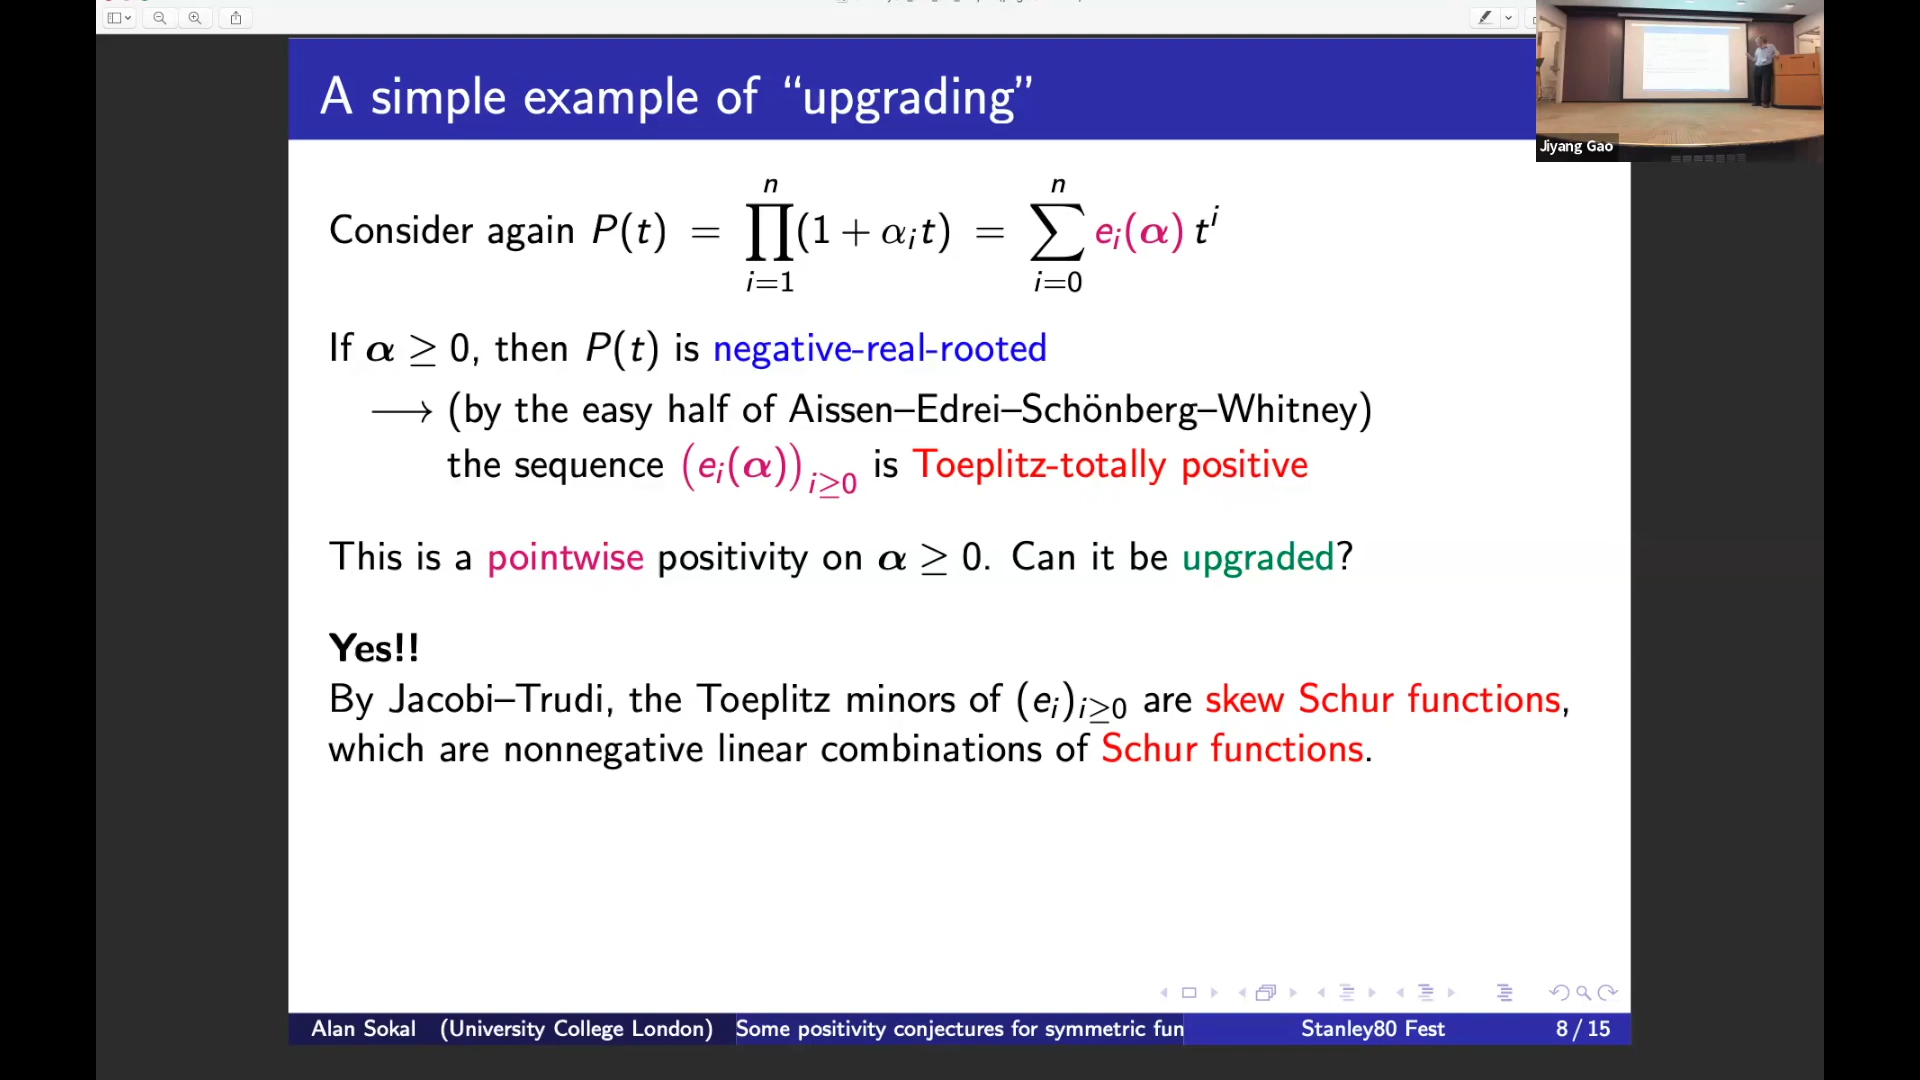 A simple example of “upgrading”
Jiyang Gao
Consider again P(t) = ∏_{i=1}^{n} (1 + α_i t) = ∑_{i=0}^{n} e_i(α) t^i
If α ≥ 0, then P(t) is negative-real-rooted
⟶ (by the easy half of Aissen–Edrei–Schönberg–Whitney)
the sequence (e_i(α))_{i≥0} is Toeplitz-totally positive
This is a pointwise positivity on α ≥ 0. Can it be upgraded?
Yes!!
By Jacobi–Trudi, the Toeplitz minors of (e_i)_{i≥0} are skew Schur functions,
which are nonnegative linear combinations of Schur functions.
Alan Sokal (University College London) Some positivity conjectures for symmetric fun Stanley80 Fest 8 / 15